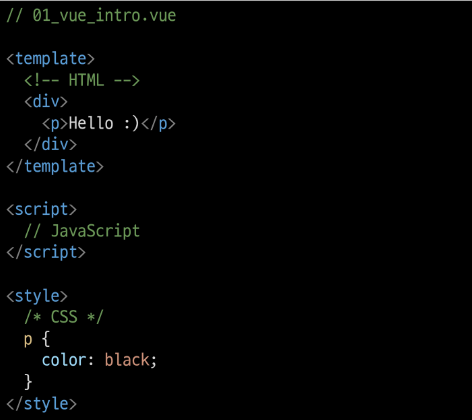 // 01_vue_intro.vue
<template>
<!-- HTML -->
<div>
<p>Hello :)</p>
</div>
</template>
<script>
// JavaScript
</script>
<style>
/* CSS */
p {
color: black;
}
</style>